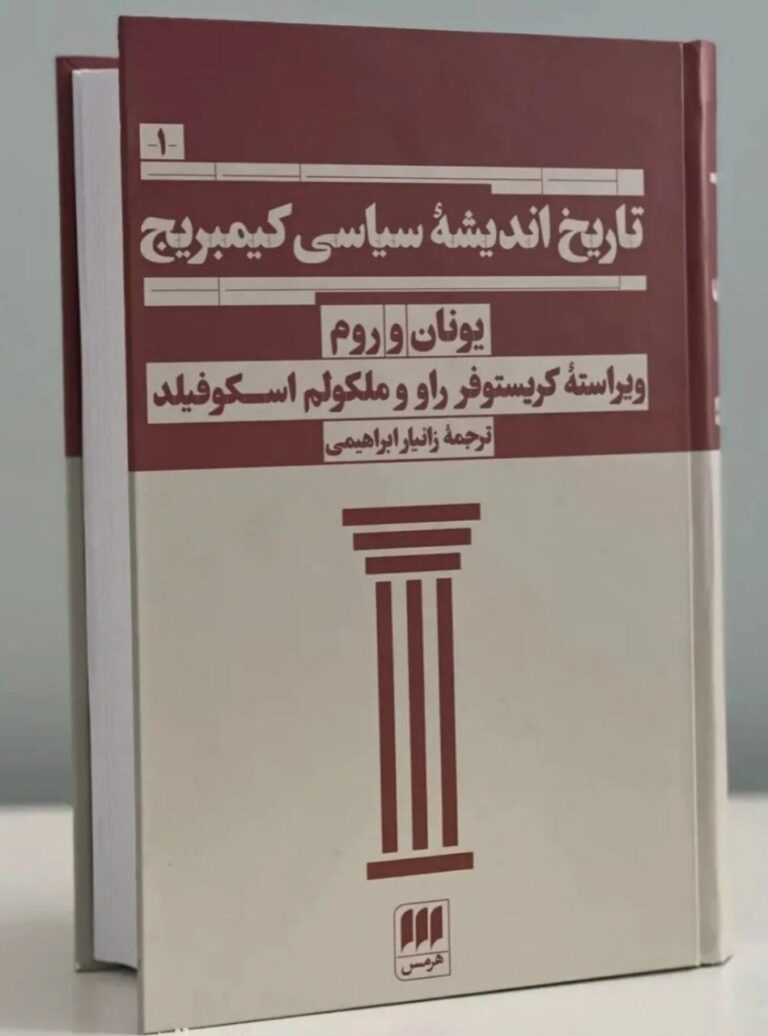 -۱-
تاریخ اندیشهٔ سیاسی کیمبریج
یونان و روم
ویراستهٔ کریستوفر راو و ملکولم اسکوفیلد
ترجمهٔ زانیار ابراهیمی
هرمس